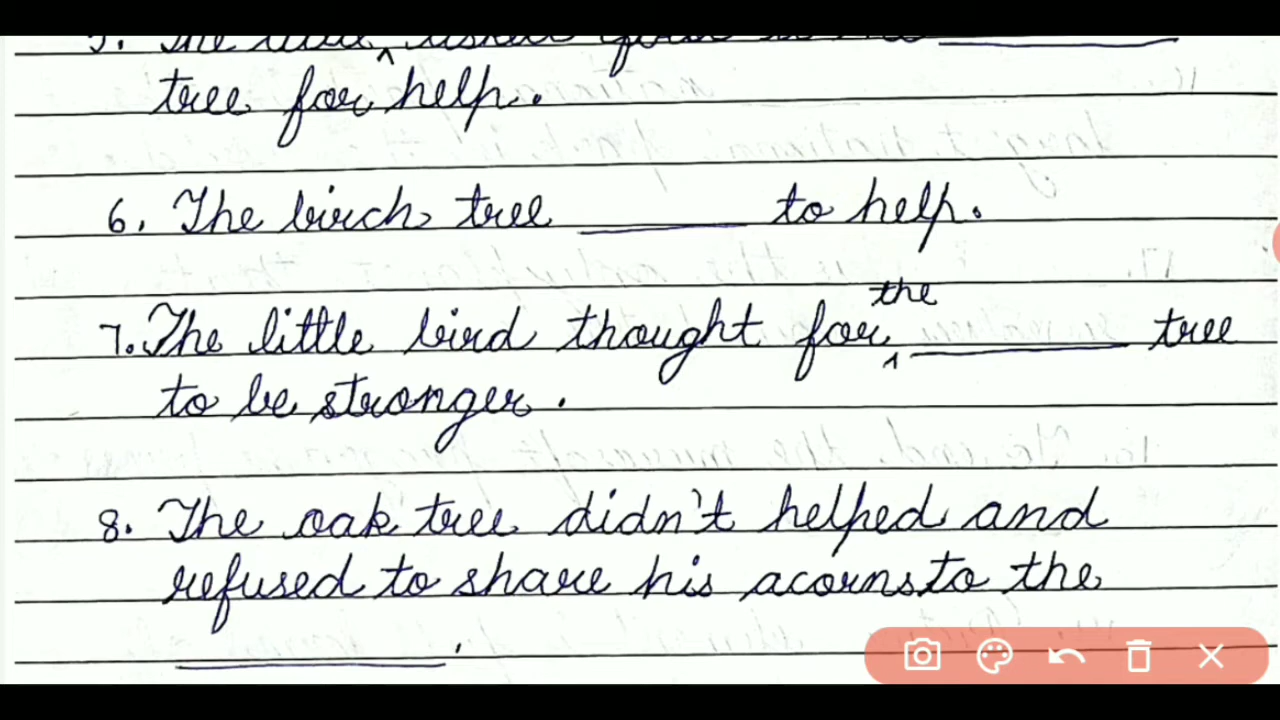 tree for help.
6. The birch tree ______ to help.
the
7. The little bird thought for ^ ______ tree
to be stronger.
8. The oak tree didn't helped and
refused to share his acorns to the
______.